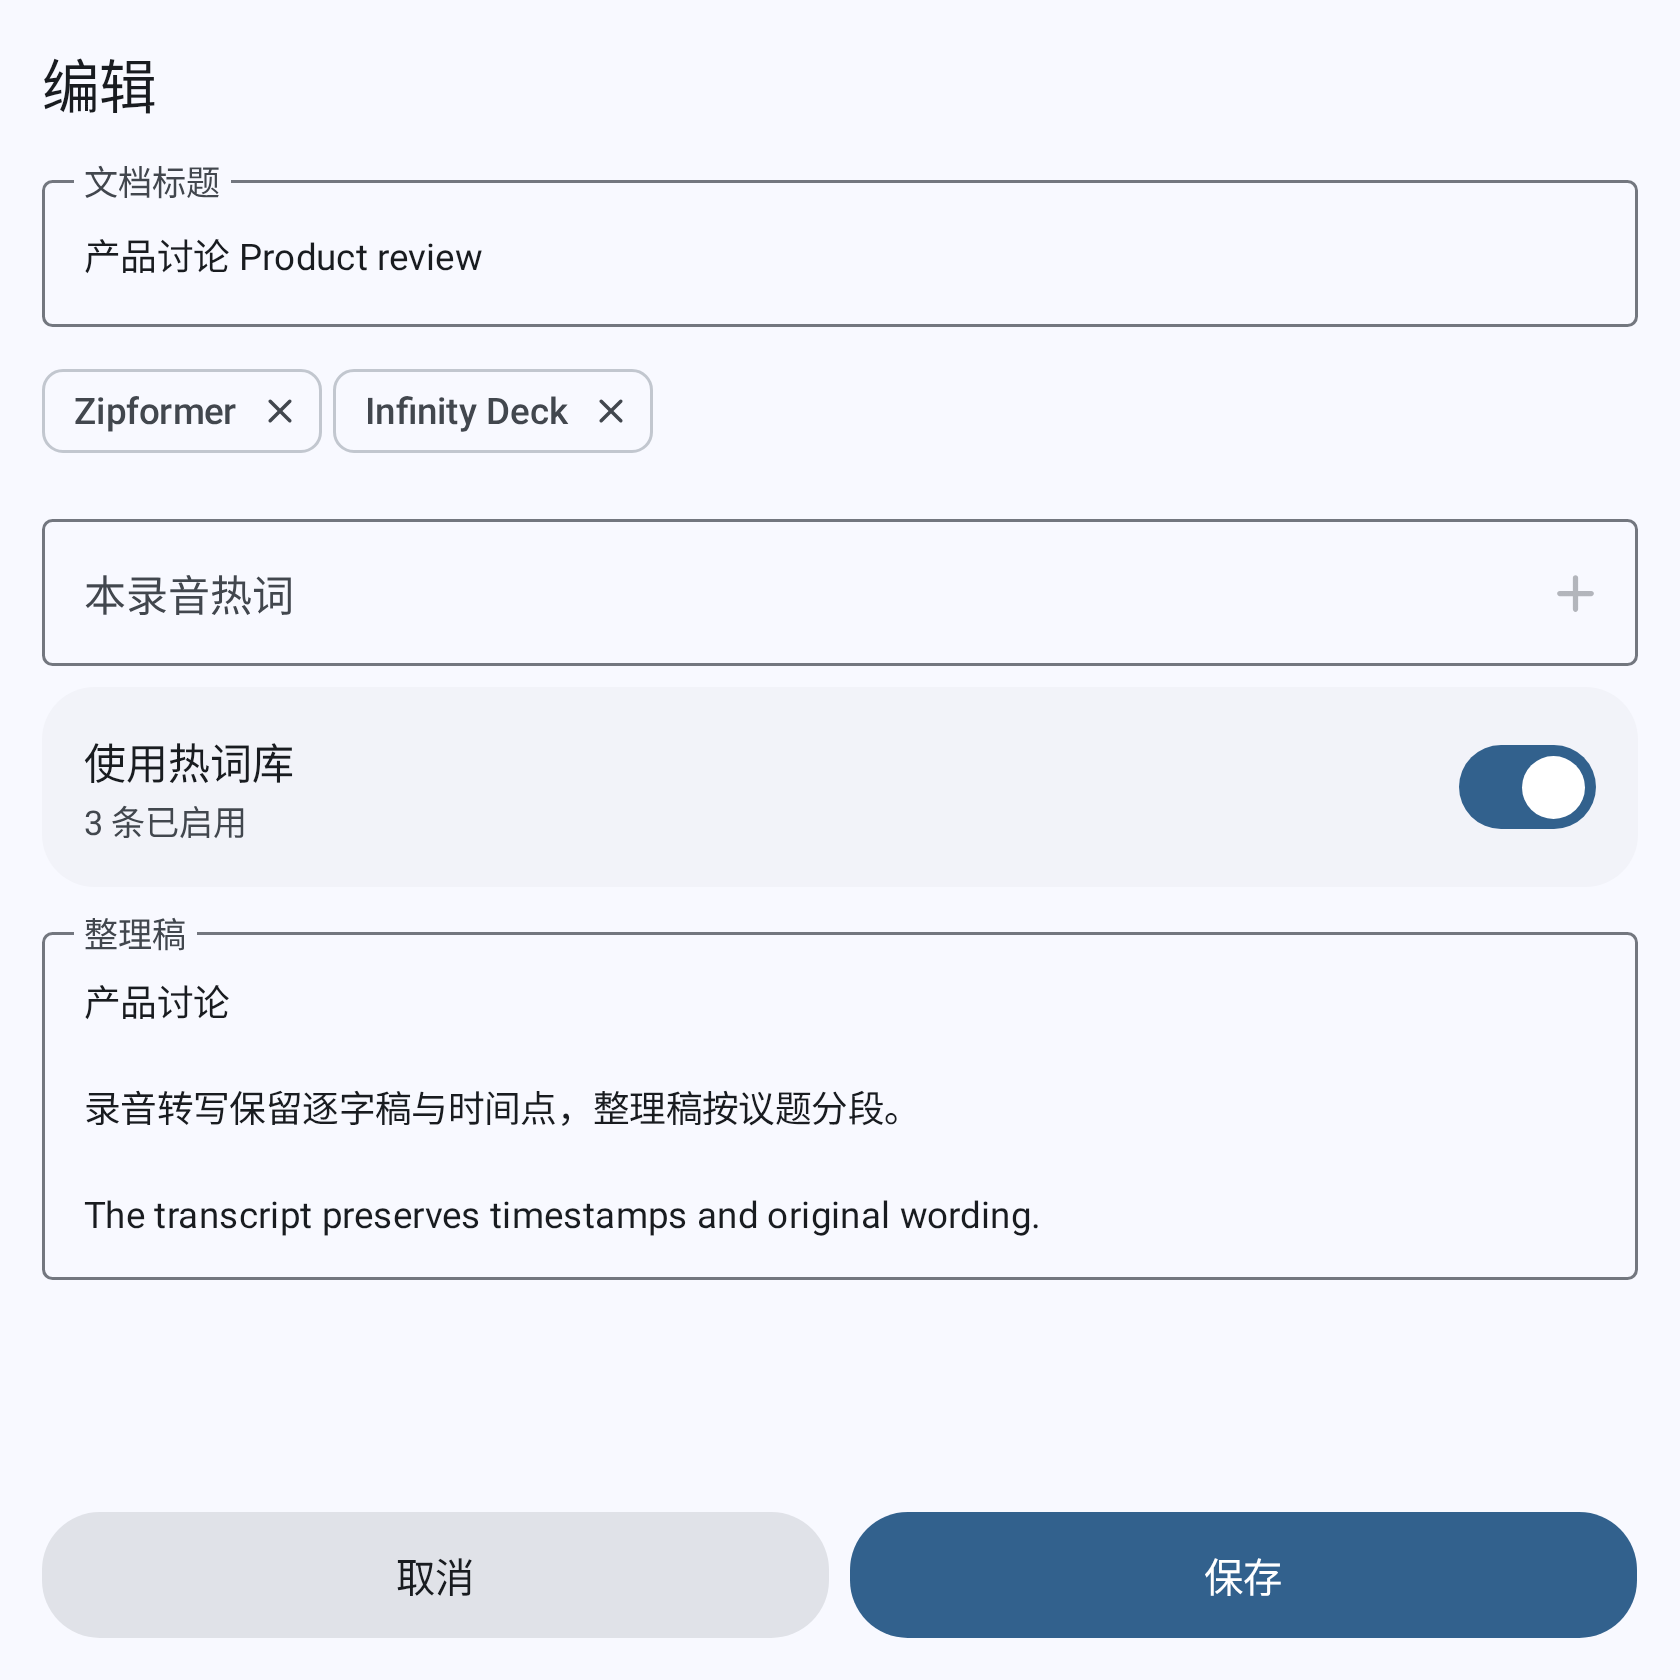 编辑
文档标题
产品讨论 Product review
Zipformer
Infinity Deck
本录音热词
使用热词库
3 条已启用
整理稿
产品讨论
录音转写保留逐字稿与时间点，整理稿按议题分段。
The transcript preserves timestamps and original wording.
取消
保存